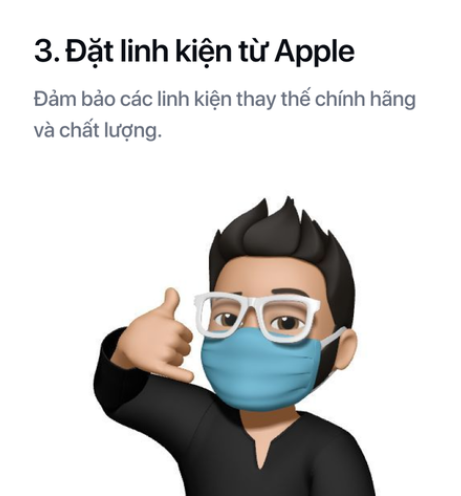 3. Đặt linh kiện từ Apple
Đảm bảo các linh kiện thay thế chính hãng
và chất lượng.